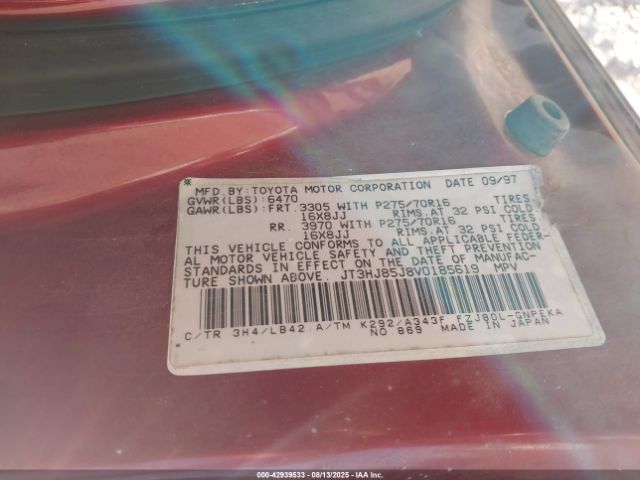 MFD. BY: TOYOTA MOTOR CORPORATION DATE 09/97
GVWR(LBS): 6470
GAWR(LBS): FRT. 3305 WITH P275/70R16 TIRES
16X8JJ RIMS. AT 32 PSI COLD
RR. 3970 WITH P275/70R16 TIRES
16X8JJ RIMS. AT 32 PSI COLD
THIS VEHICLE CONFORMS TO ALL APPLICABLE FEDER-
AL MOTOR VEHICLE SAFETY AND THEFT PREVENTION
STANDARDS IN EFFECT ON THE DATE OF MANUFAC-
TURE SHOWN ABOVE. JT3HJ85J8V0185619 MPV
C/TR 3H4/LB42 A/TM K292/A343F FZJ80L-GNPEKA
NO 869 MADE IN JAPAN
000-42939533 - 08/13/2025 - IAA Inc.